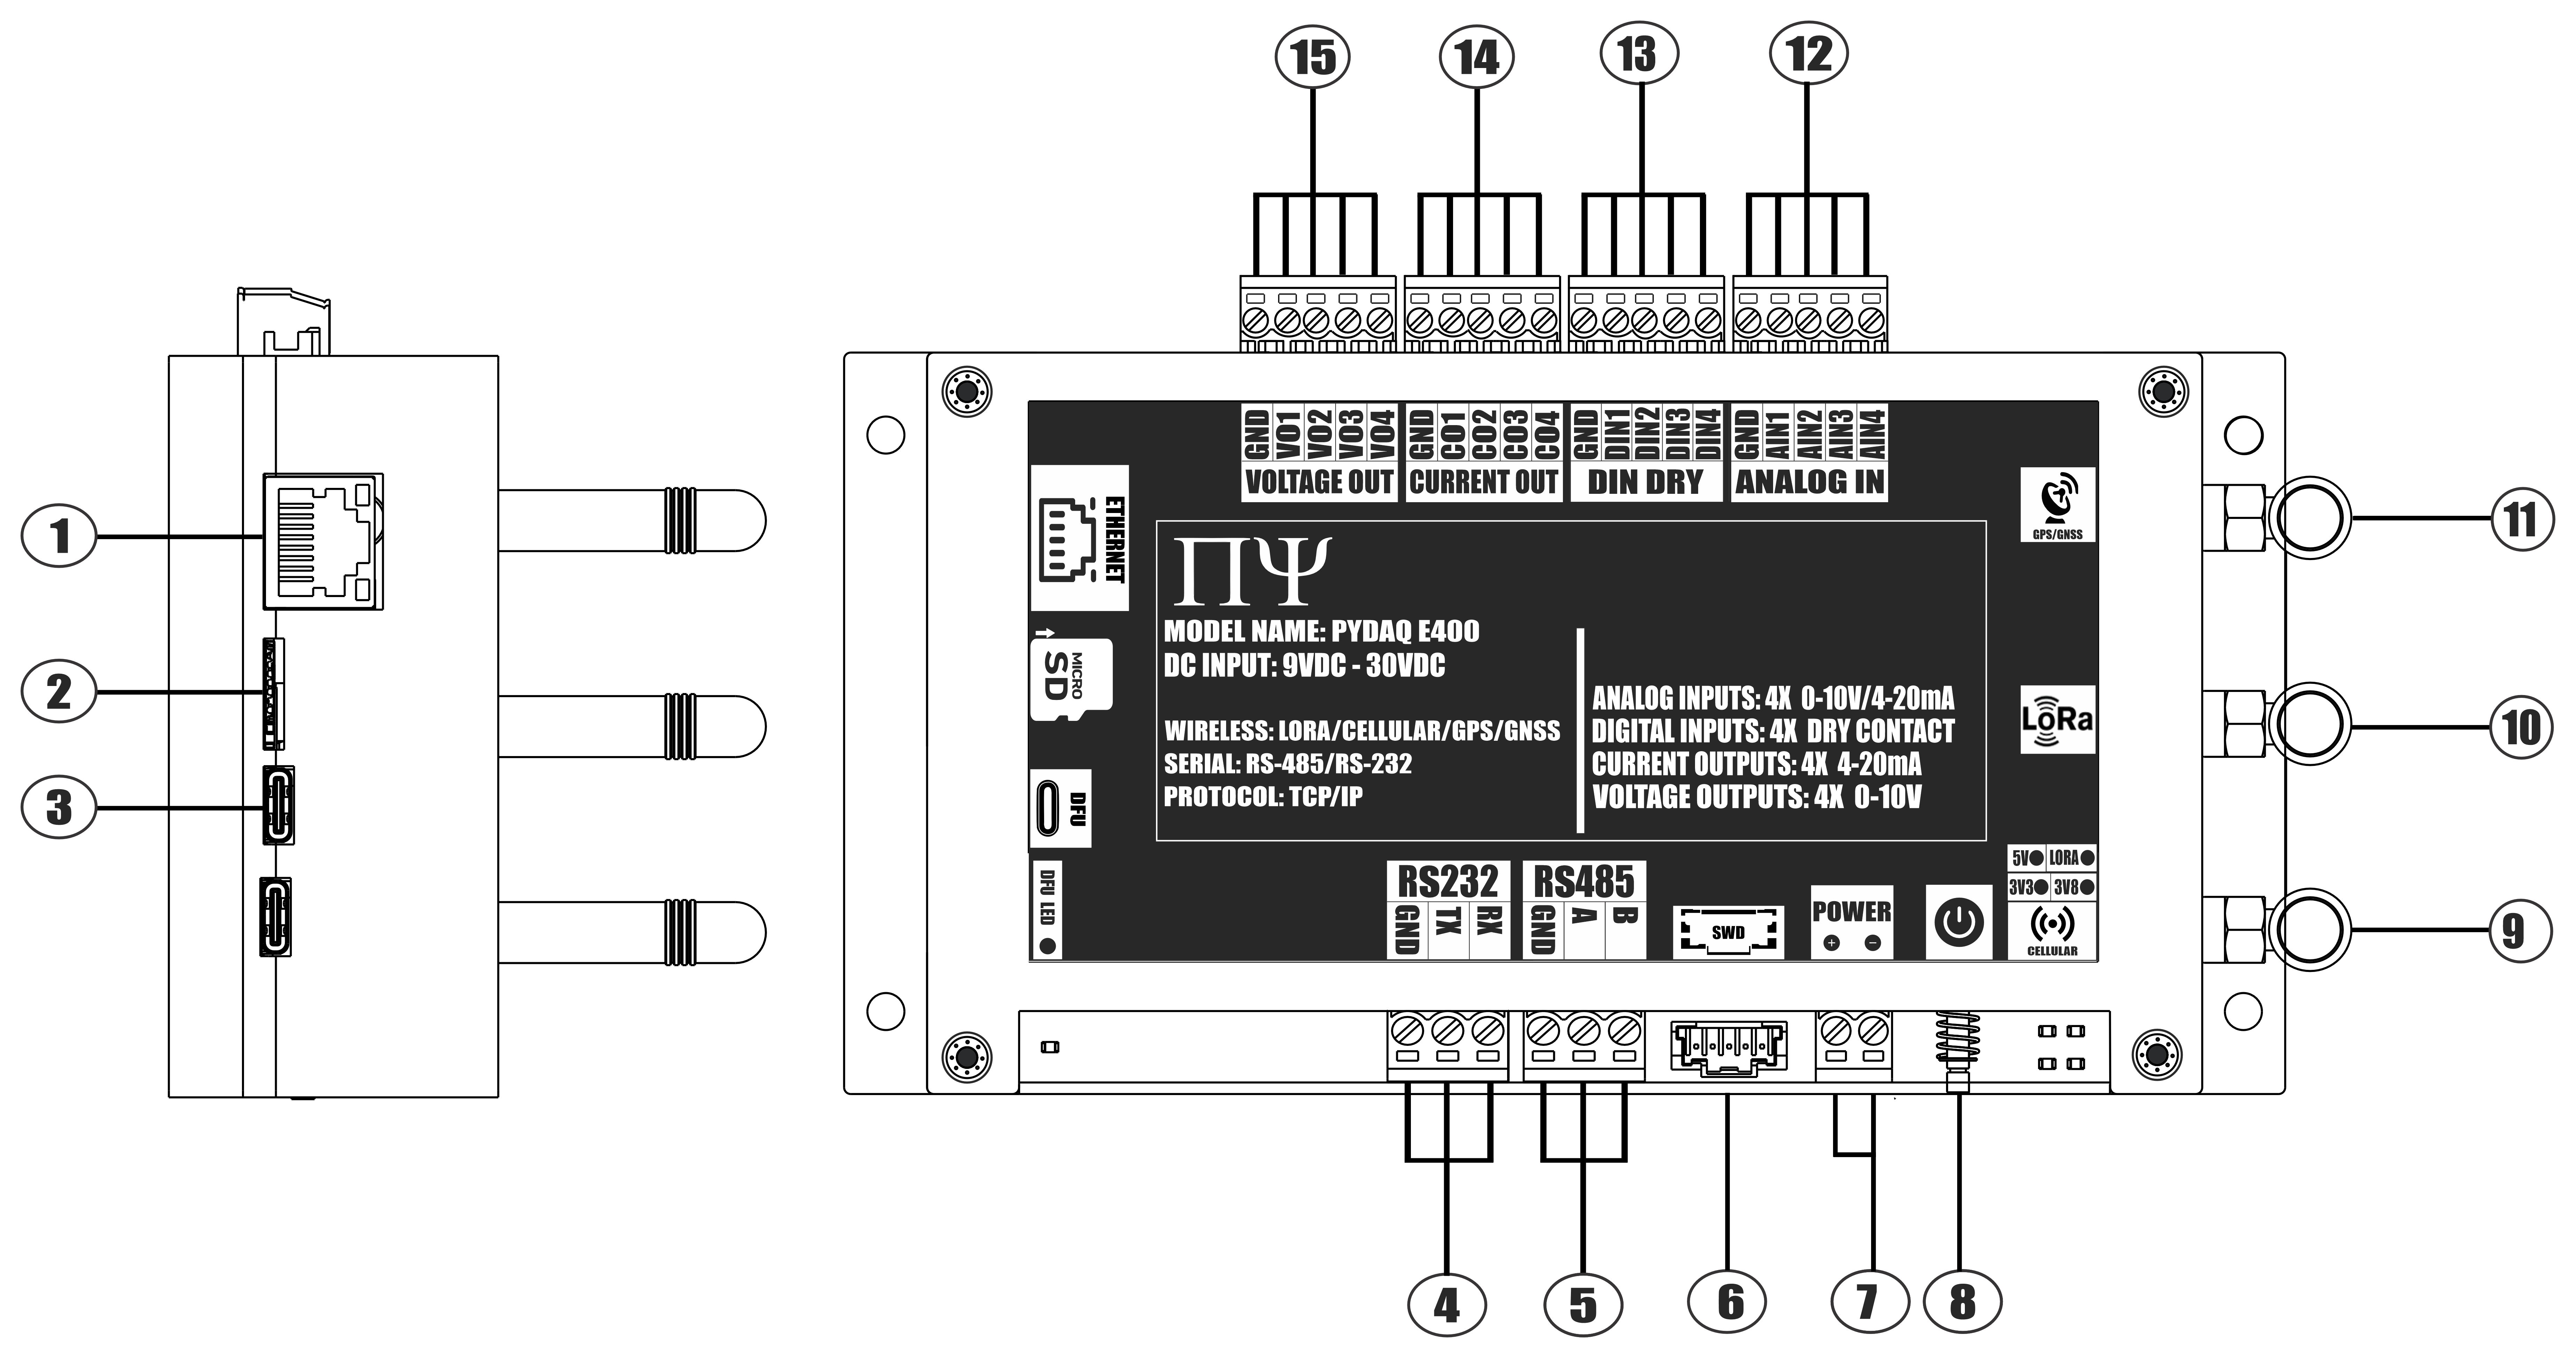 15
14
13
12
GND VO1 VO2 VO3 VO4
VOLTAGE OUT
GND CO1 CO2 CO3 CO4
CURRENT OUT
GND DIN1 DIN2 DIN3 DIN4
DIN DRY
GND AIN1 AIN2 AIN3 AIN4
ANALOG IN
1
2
3
ETHERNET
MICRO
SD
DFU
DFU LED
ΠΨ
MODEL NAME: PYDAQ E400
DC INPUT: 9VDC - 30VDC
WIRELESS: LORA/CELLULAR/GPS/GNSS
SERIAL: RS-485/RS-232
PROTOCOL: TCP/IP
ANALOG INPUTS: 4X 0-10V/4-20mA
DIGITAL INPUTS: 4X DRY CONTACT
CURRENT OUTPUTS: 4X 4-20mA
VOLTAGE OUTPUTS: 4X 0-10V
GPS/GNSS
LoRa
5V LORA
3V3 3V8
CELLULAR
RS232
GND TX RX
RS485
GND A B
SWD
POWER
+ −
11
10
9
4
5
6
7
8